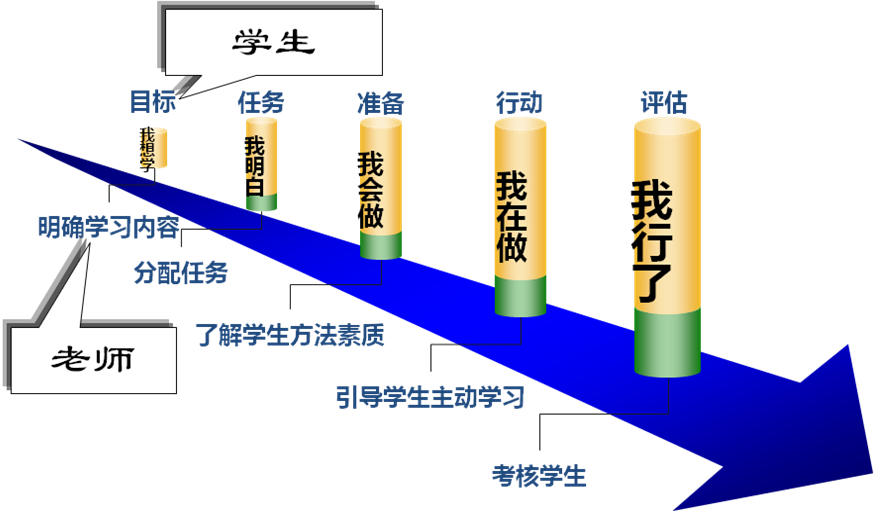 学生
目标
任务
准备
行动
评估
我想学
我明白
我会做
我在做
我行了
明确学习内容
分配任务
了解学生方法素质
老师
引导学生主动学习
考核学生